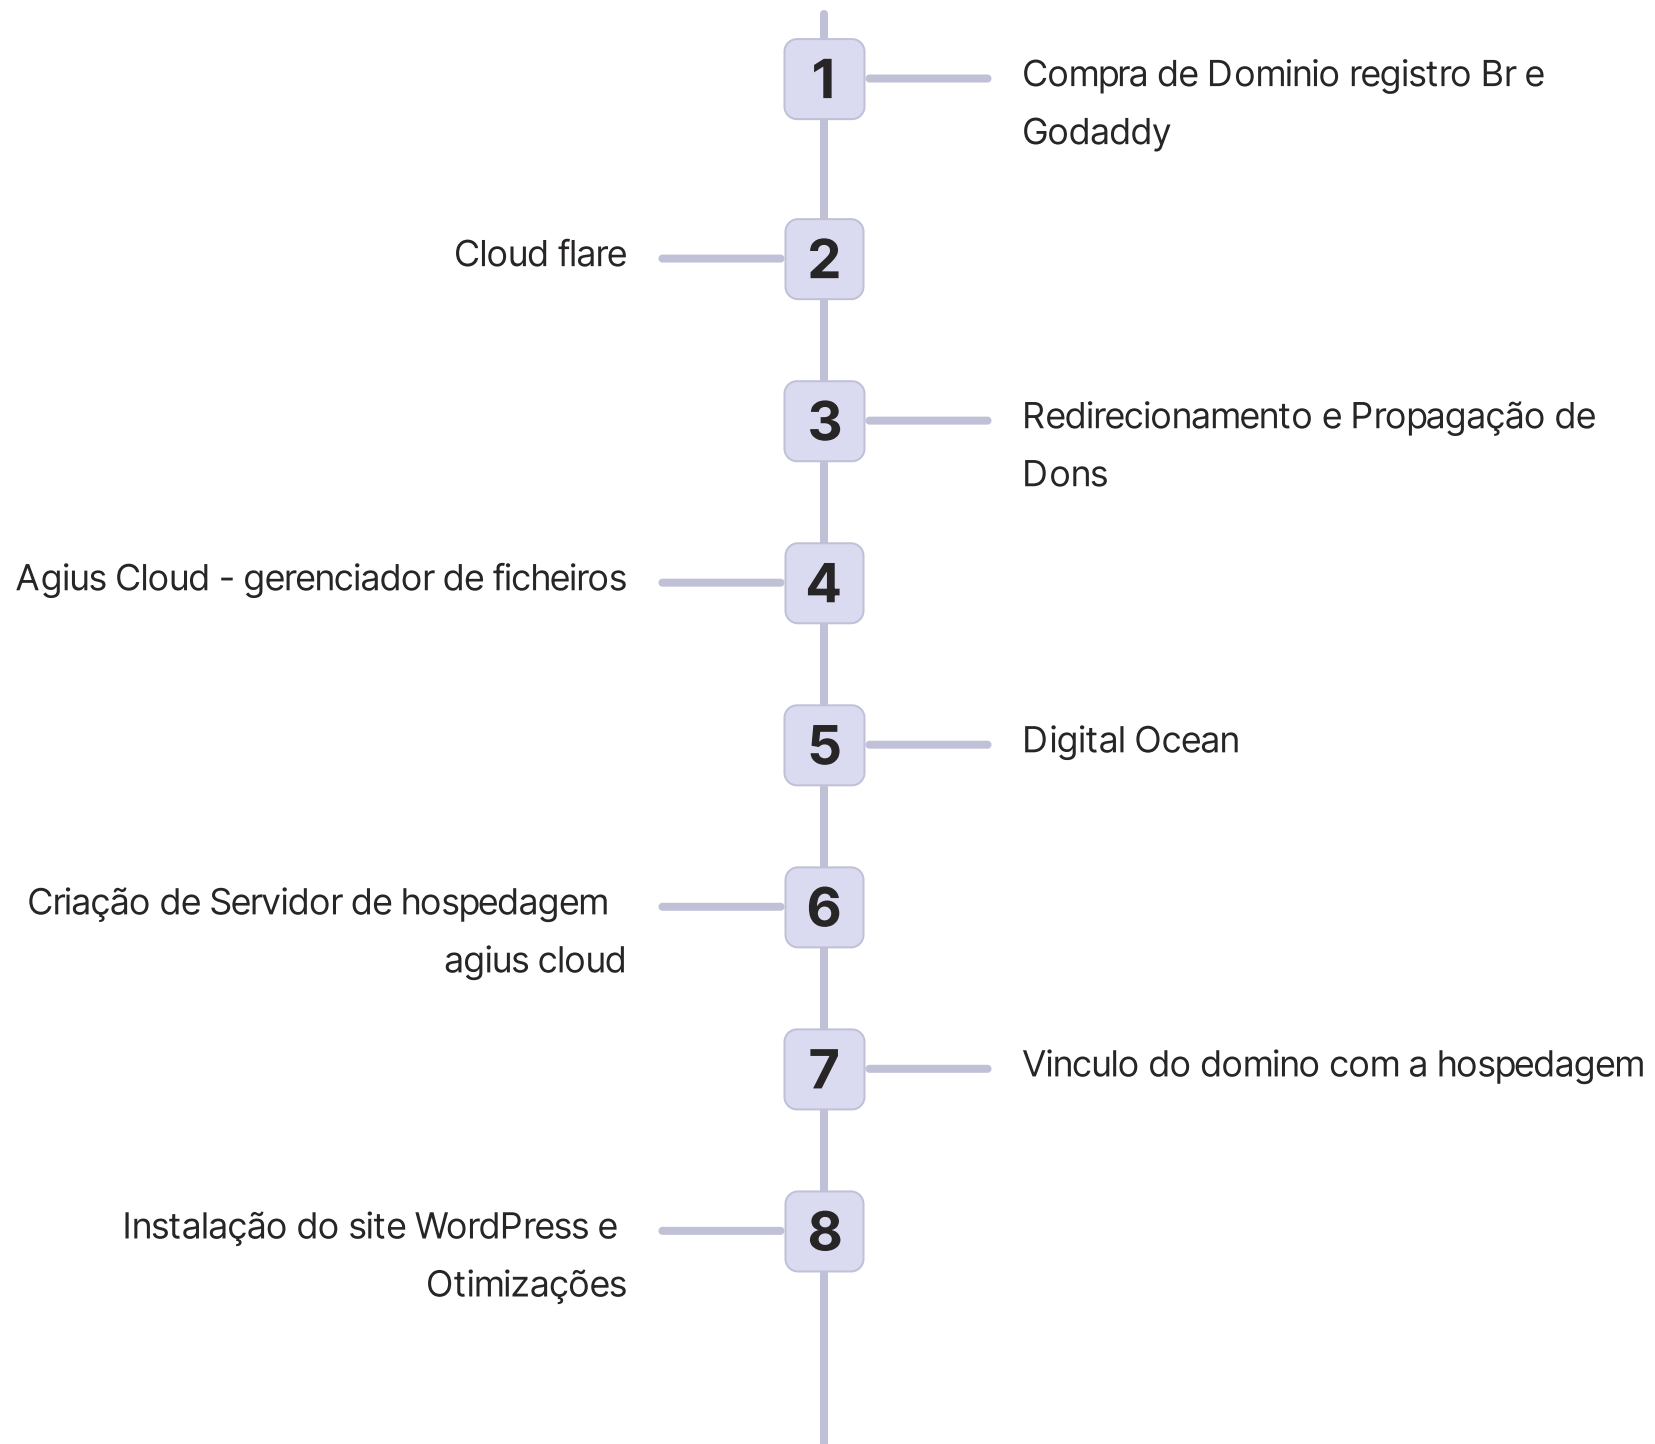 1
Compra de Dominio registro Br e
Godaddy
2
Cloud flare
3
Redirecionamento e Propagação de
Dons
4
Agius Cloud - gerenciador de ficheiros
5
Digital Ocean
6
Criação de Servidor de hospedagem
agius cloud
7
Vinculo do domino com a hospedagem
8
Instalação do site WordPress e
Otimizações